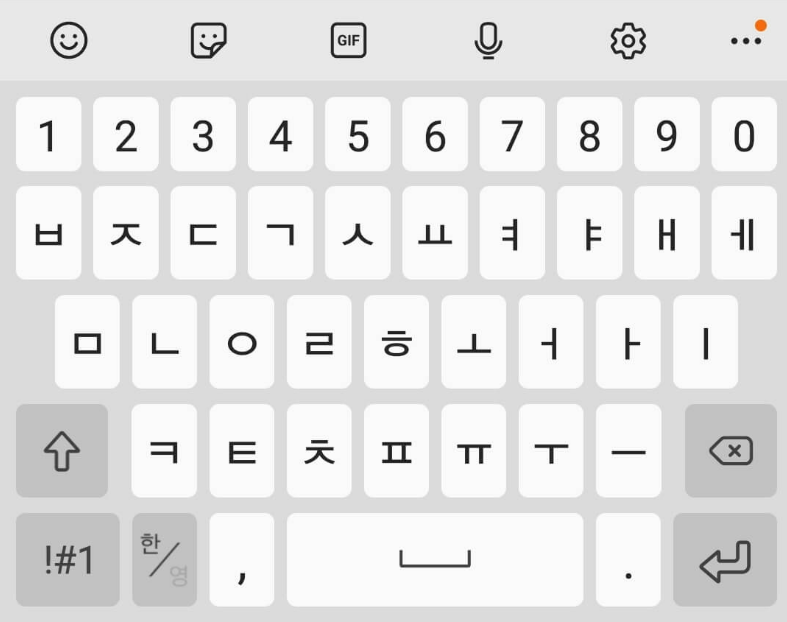 GIF
1 2 3 4 5 6 7 8 9 0
ㅂ ㅈ ㄷ ㄱ ㅅ ㅛ ㅕ ㅑ ㅐ ㅔ
ㅁ ㄴ ㅇ ㄹ ㅎ ㅗ ㅓ ㅏ ㅣ
ㅋ ㅌ ㅊ ㅍ ㅠ ㅜ ㅡ
!#1 한/영 , .